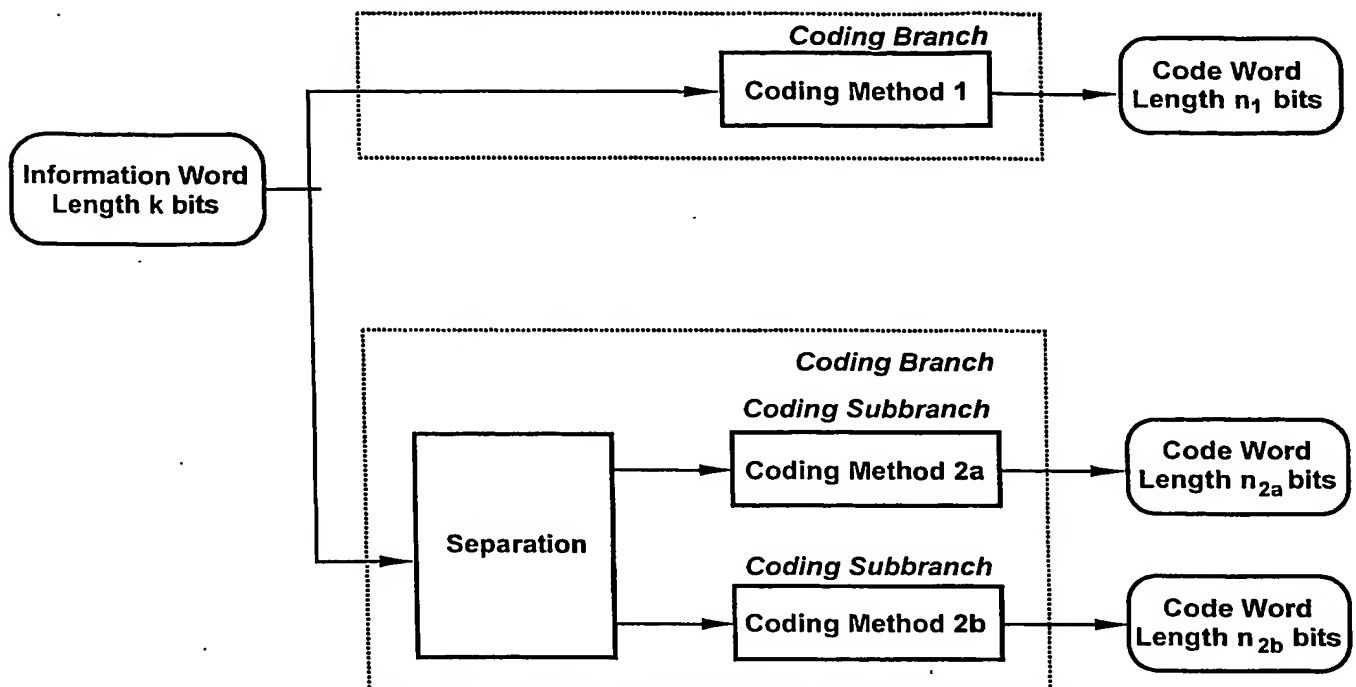 Coding Branch
Coding Method 1
Code Word
Length n₁ bits
Information Word
Length k bits
Coding Branch
Coding Subbranch
Coding Method 2a
Code Word
Length n₂ₐ bits
Separation
Coding Subbranch
Coding Method 2b
Code Word
Length n_2b bits